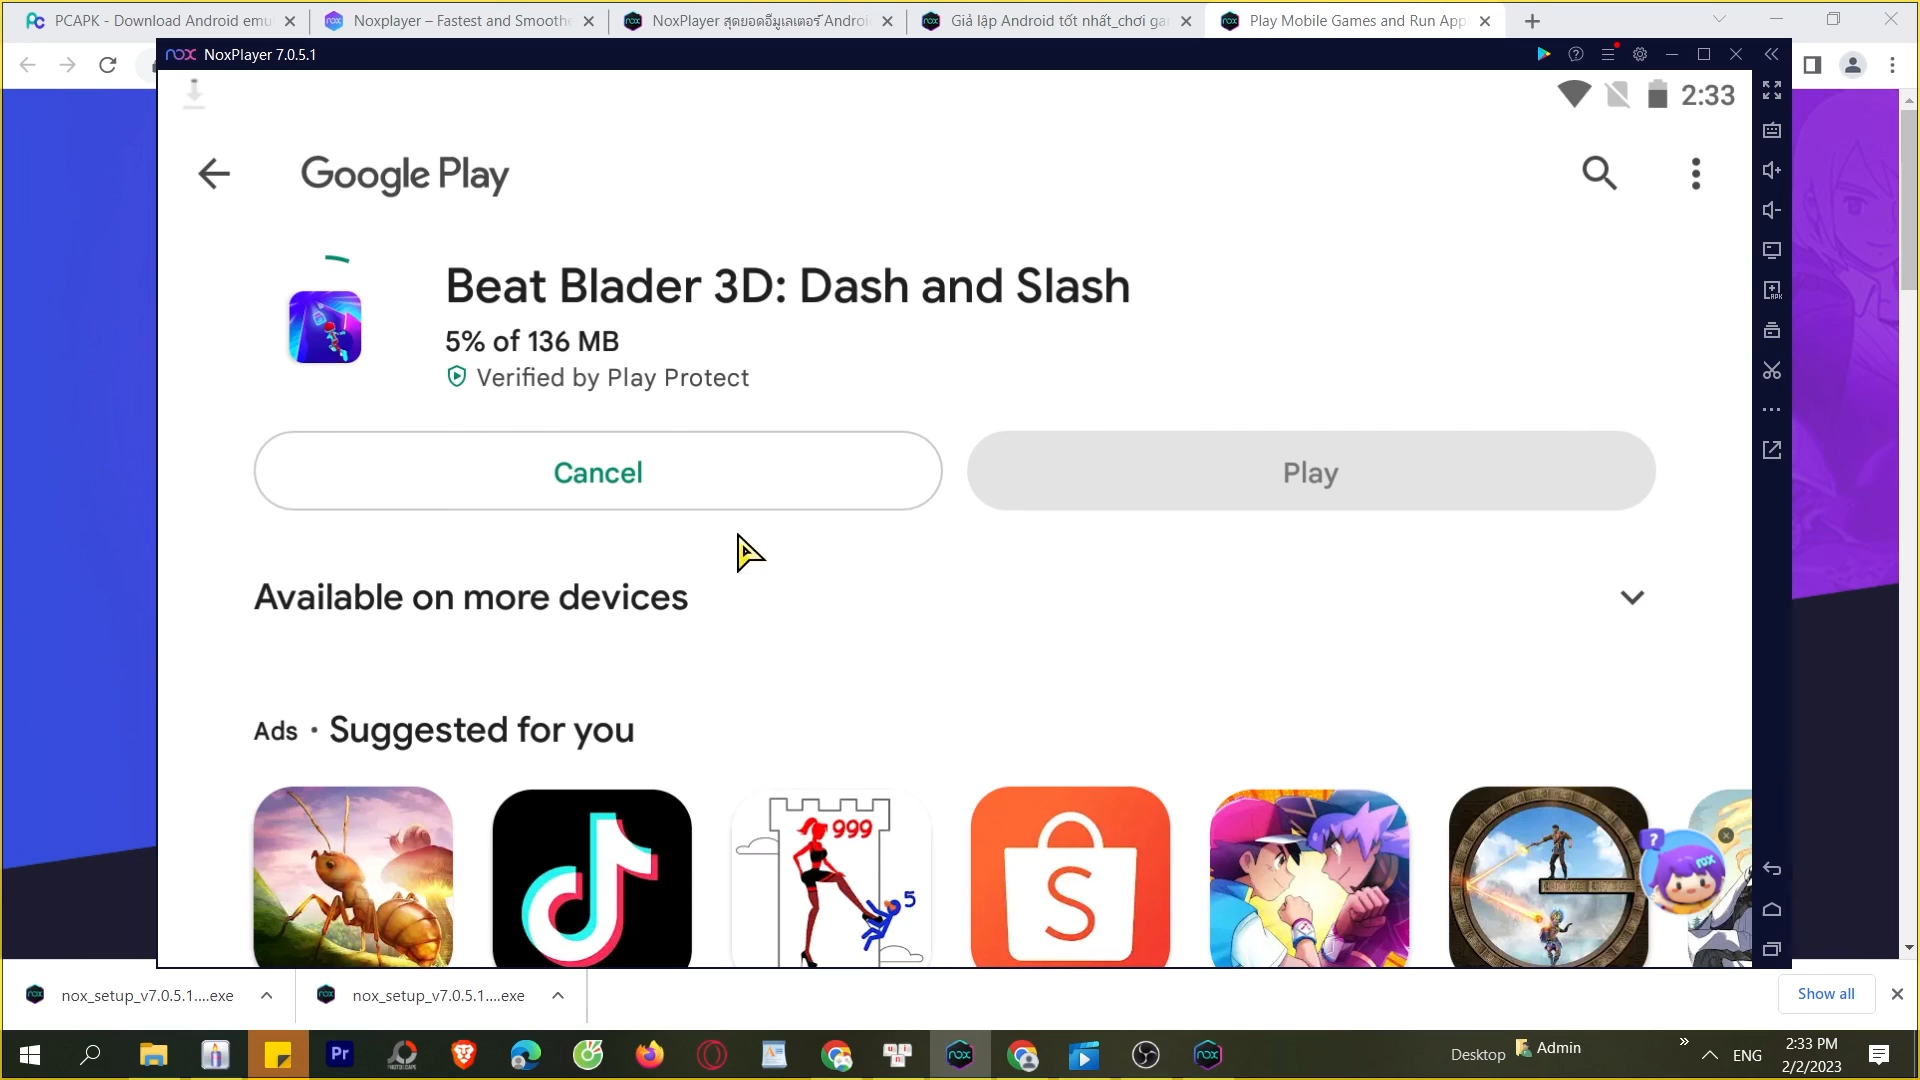 PCAPK - Download Android emu
Noxplayer – Fastest and Smoothe
NoxPlayer สุดยอดอีมูเลเตอร์ Androi
Giả lập Android tốt nhất_chơi ga
Play Mobile Games and Run App
nox NoxPlayer 7.0.5.1
2:33
Google Play
Beat Blader 3D: Dash and Slash
5% of 136 MB
Verified by Play Protect
Cancel
Play
Available on more devices
Ads · Suggested for you
999
5
S
?
nox
nox_setup_v7.0.5.1....exe
nox_setup_v7.0.5.1....exe
Show all
Pr
nox
nox
Desktop
Admin
ENG
2:33 PM
2/2/2023